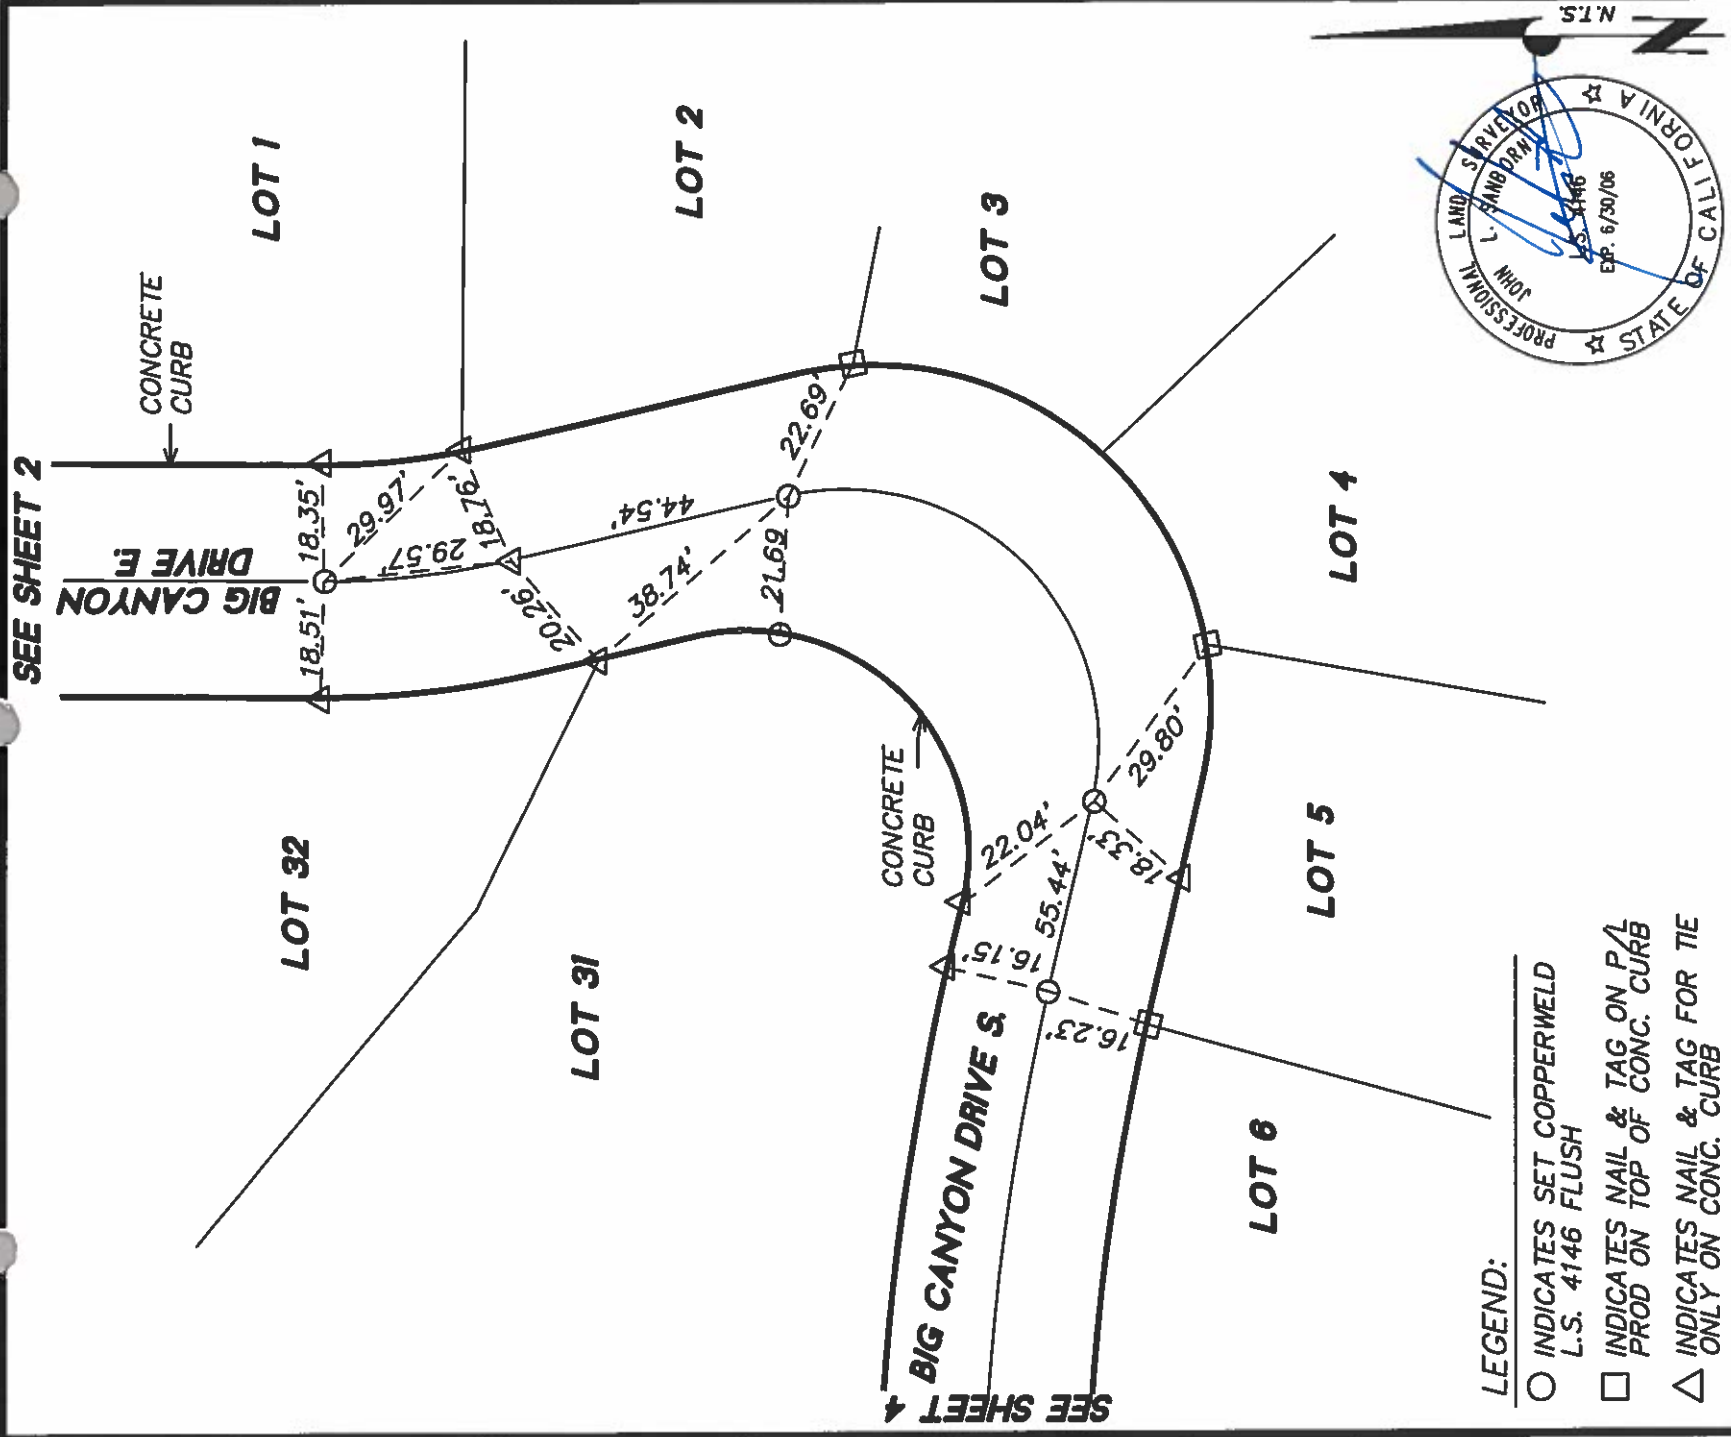 SEE SHEET 2
BIG CANYON
DRIVE E.
CONCRETE
CURB
LOT 1
LOT 2
LOT 3
LOT 4
LOT 5
LOT 6
LOT 31
LOT 32
18.51'
18.35'
29.97'
29.57'
18.76'
20.26'
44.54'
38.74'
22.69'
21.69
CONCRETE
CURB
22.04'
29.80'
18.33'
55.44'
16.15'
16.23'
BIG CANYON DRIVE S.
SEE SHEET 4
LEGEND:
INDICATES SET COPPERWELD
L.S. 4146 FLUSH
INDICATES NAIL & TAG ON P/L
PROD ON TOP OF CONC. CURB
INDICATES NAIL & TAG FOR TIE
ONLY ON CONC. CURB
PROFESSIONAL LAND SURVEYOR
JOHN L. SANBORN
L.S. 4146
EXP. 6/30/06
STATE OF CALIFORNIA
N.T.S.
N